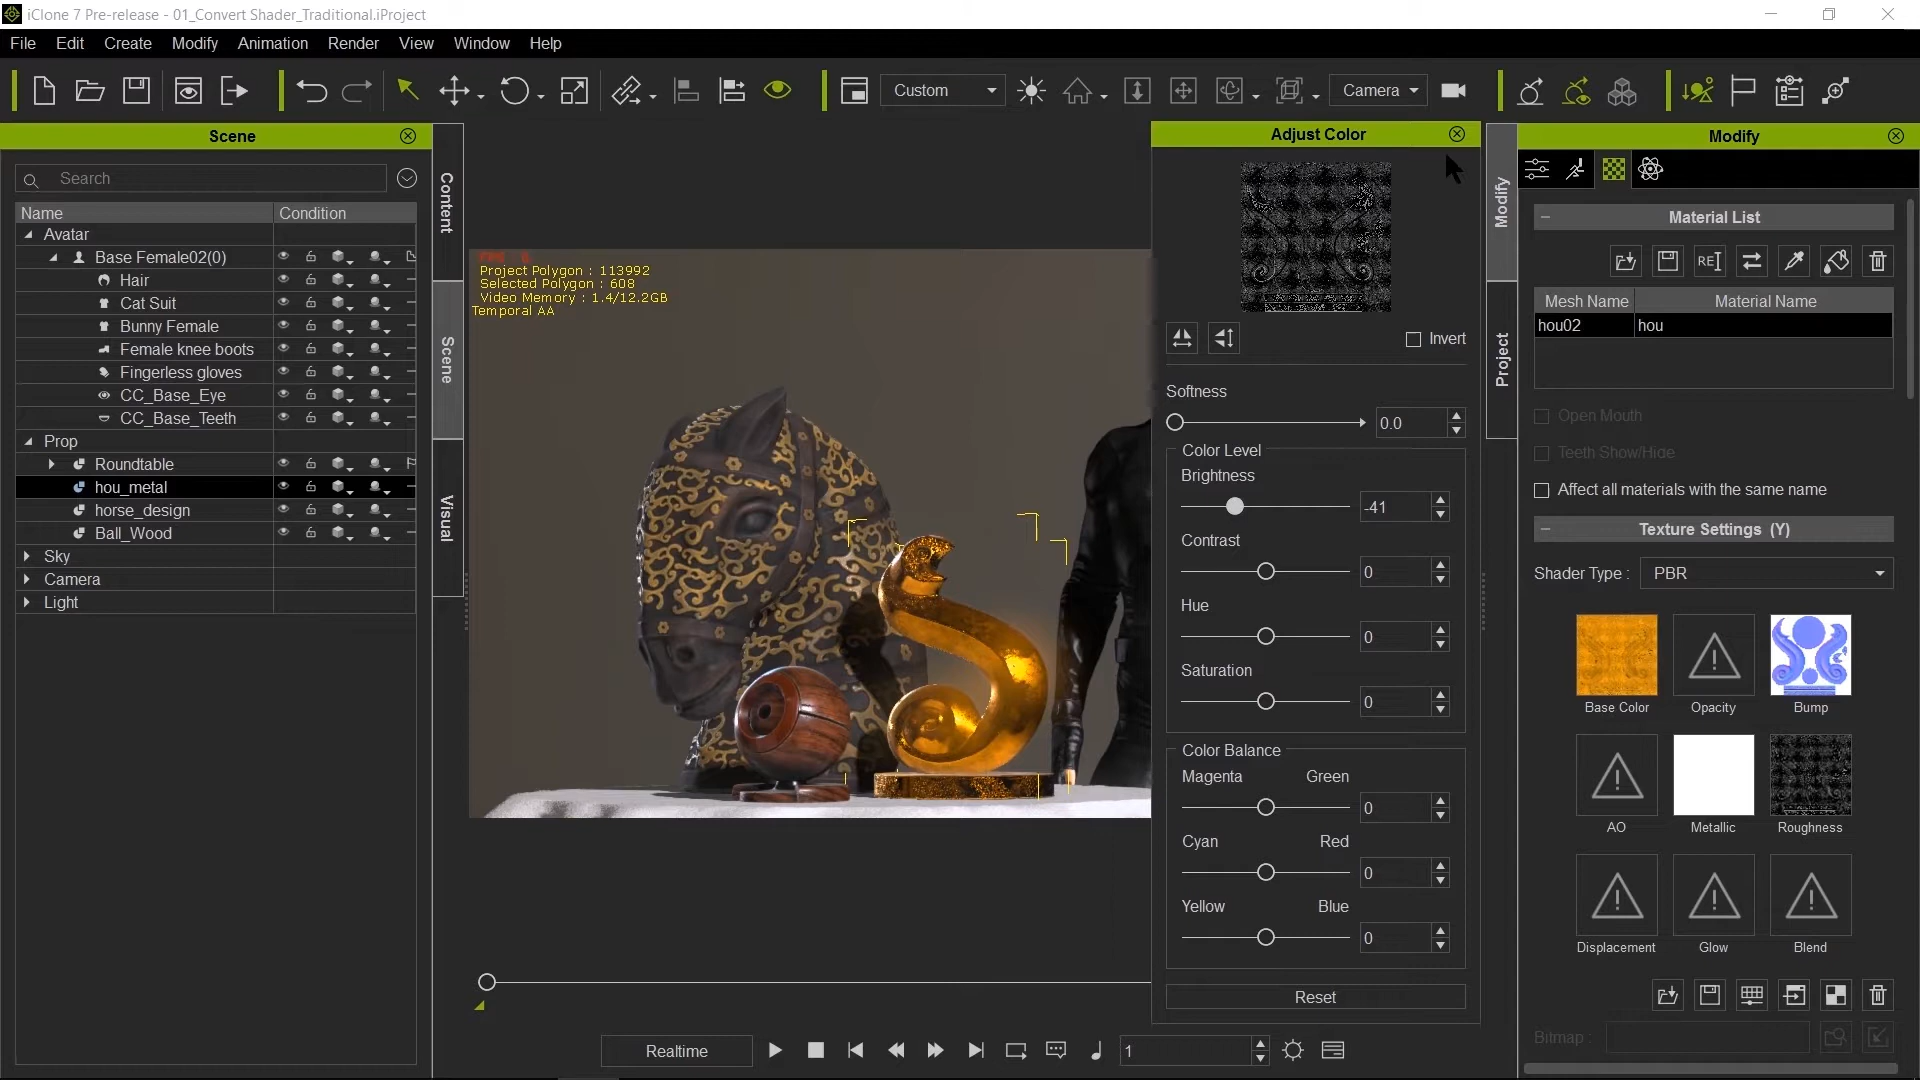 iClone 7 Pre-release - 01_Convert Shader_Traditional.iProject
File Edit Create Modify Animation Render View Window Help
Custom
Camera
Scene
Search
Name Condition
Avatar
Base Female02(0)
Hair
Cat Suit
Bunny Female
Female knee boots
Fingerless gloves
CC_Base_Eye
CC_Base_Teeth
Prop
Roundtable
hou_metal
horse_design
Ball_Wood
Sky
Camera
Light
Content
Scene
Visual
Project Polygon : 113992
Selected Polygon : 608
Video Memory : 1.4/12.2GB
Temporal AA
Realtime
1
Adjust Color
Invert
Softness
0.0
Color Level
Brightness
-41
Contrast
0
Hue
0
Saturation
0
Color Balance
Magenta Green
0
Cyan Red
0
Yellow Blue
0
Reset
Modify
Project
Modify
Material List
RE
Mesh Name Material Name
hou02 hou
Open Mouth
Teeth Show/Hide
Affect all materials with the same name
Texture Settings (Y)
Shader Type : PBR
Base Color Opacity Bump
AO Metallic Roughness
Displacement Glow Blend
Bitmap :